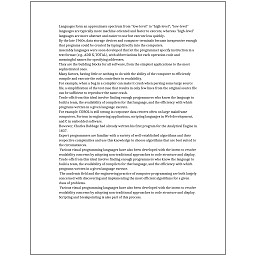 Languages form an approximate spectrum from "low-level" to "high-level"; "low-level"
languages are typically more machine-oriented and faster to execute, whereas "high-level"
languages are more abstract and easier to use but execute less quickly.
By the late 1960s, data storage devices and computer terminals became inexpensive enough
that programs could be created by typing directly into the computers.
Assembly languages were soon developed that let the programmer specify instruction in a
text format (e.g., ADD X, TOTAL), with abbreviations for each operation code and
meaningful names for specifying addresses.
They are the building blocks for all software, from the simplest applications to the most
sophisticated ones.
Many factors, having little or nothing to do with the ability of the computer to efficiently
compile and execute the code, contribute to readability.
For example, when a bug in a compiler can make it crash when parsing some large source
file, a simplification of the test case that results in only few lines from the original source file
can be sufficient to reproduce the same crash.
Trade-offs from this ideal involve finding enough programmers who know the language to
build a team, the availability of compilers for that language, and the efficiency with which
programs written in a given language execute.
For example, COBOL is still strong in corporate data centers often on large mainframe
computers, Fortran in engineering applications, scripting languages in Web development,
and C in embedded software.
However, Charles Babbage had already written his first program for the Analytical Engine in
1837.
Expert programmers are familiar with a variety of well-established algorithms and their
respective complexities and use this knowledge to choose algorithms that are best suited to
the circumstances.
Various visual programming languages have also been developed with the intent to resolve
readability concerns by adopting non-traditional approaches to code structure and display.
Trade-offs from this ideal involve finding enough programmers who know the language to
build a team, the availability of compilers for that language, and the efficiency with which
programs written in a given language execute.
The academic field and the engineering practice of computer programming are both largely
concerned with discovering and implementing the most efficient algorithms for a given
class of problems.
Various visual programming languages have also been developed with the intent to resolve
readability concerns by adopting non-traditional approaches to code structure and display.
Scripting and breakpointing is also part of this process.